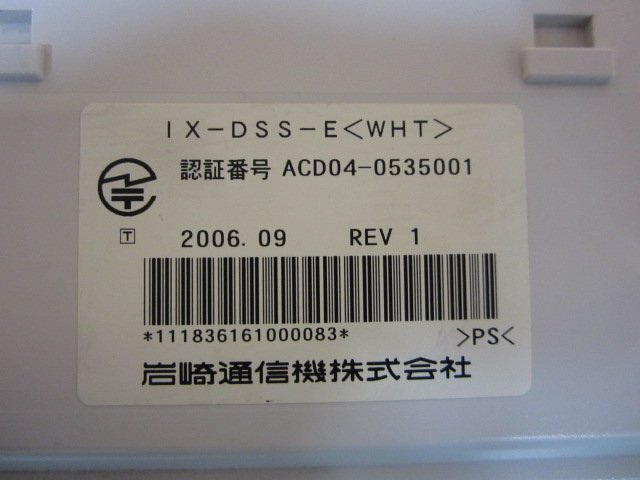 IX-DSS-E<WHT>
認証番号 ACD04-0535001
T 2006.09 REV 1
*111836161000083* >PS<
岩崎通信機株式会社